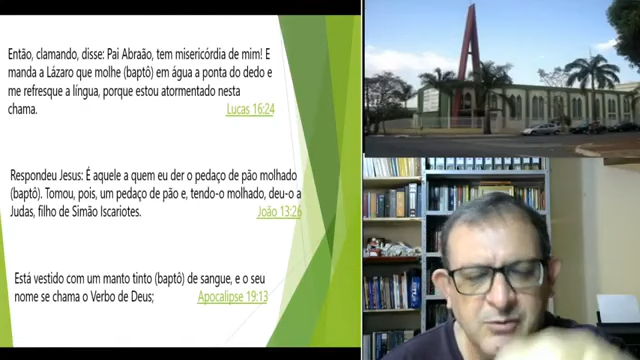 Então, clamando, disse: Pai Abraão, tem misericórdia de mim! E
manda a Lázaro que molhe (baptô) em água a ponta do dedo e
me refresque a língua, porque estou atormentado nesta
chama. Lucas 16:24
Respondeu Jesus: É aquele a quem eu der o pedaço de pão molhado
(baptô). Tomou, pois, um pedaço de pão e, tendo-o molhado, deu-o a
Judas, filho de Simão Iscariotes. João 13:26
Está vestido com um manto tinto (baptô) de sangue, e o seu
nome se chama o Verbo de Deus; Apocalipse 19:13